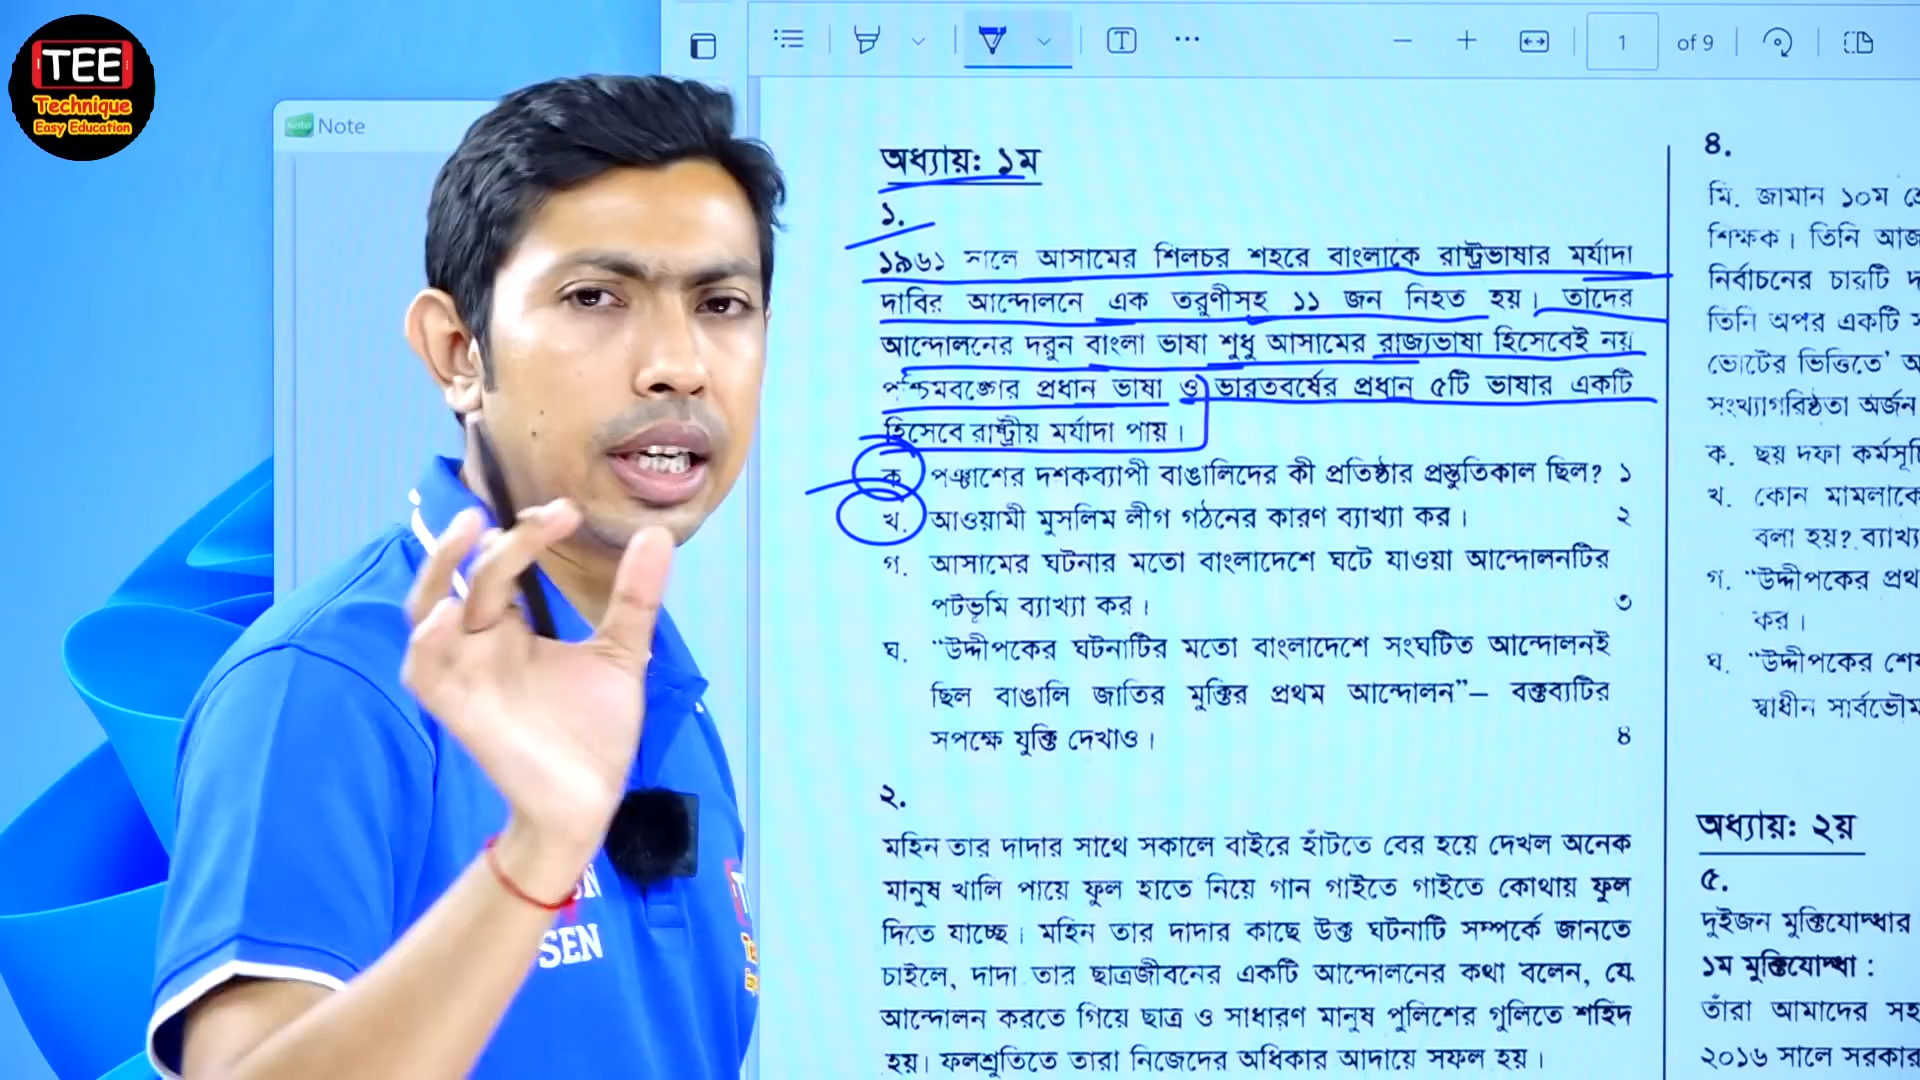 TEE
Technique
Easy Education
Note
1 of 9
অধ্যায়: ১ম
১.
১৯৬১ সালে আসামের শিলচর শহরে বাংলাকে রাষ্ট্রভাষার মর্যাদা
দাবির আন্দোলনে এক তরুণীসহ ১১ জন নিহত হয়। তাদের
আন্দোলনের দরুন বাংলা ভাষা শুধু আসামের রাজ্যভাষা হিসেবেই নয়
পশ্চিমবঙ্গের প্রধান ভাষা ও ভারতবর্ষের প্রধান ৫টি ভাষার একটি
হিসেবে রাষ্ট্রীয় মর্যাদা পায়।
ক. পঞ্চাশের দশকব্যাপী বাঙালিদের কী প্রতিষ্ঠার প্রস্তুতিকাল ছিল? ১
খ. আওয়ামী মুসলিম লীগ গঠনের কারণ ব্যাখ্যা কর। ২
গ. আসামের ঘটনার মতো বাংলাদেশে ঘটে যাওয়া আন্দোলনটির
পটভূমি ব্যাখ্যা কর। ৩
ঘ. “উদ্দীপকের ঘটনাটির মতো বাংলাদেশে সংঘটিত আন্দোলনই
ছিল বাঙালি জাতির মুক্তির প্রথম আন্দোলন”– বক্তব্যটির
সপক্ষে যুক্তি দেখাও। ৪
২.
মহিন তার দাদার সাথে সকালে বাইরে হাঁটতে বের হয়ে দেখল অনেক
মানুষ খালি পায়ে ফুল হাতে নিয়ে গান গাইতে গাইতে কোথায় ফুল
দিতে যাচ্ছে। মহিন তার দাদার কাছে উক্ত ঘটনাটি সম্পর্কে জানতে
চাইলে, দাদা তার ছাত্রজীবনের একটি আন্দোলনের কথা বলেন, যে
আন্দোলন করতে গিয়ে ছাত্র ও সাধারণ মানুষ পুলিশের গুলিতে শহিদ
হয়। ফলশ্রুতিতে তারা নিজেদের অধিকার আদায়ে সফল হয়।
৪.
মি. জামান ১০ম
শিক্ষক। তিনি আজ
নির্বাচনের চারটি
তিনি অপর একটি
ভোটের ভিত্তিতে’
সংখ্যাগরিষ্ঠতা অর্জন
ক. ছয় দফা
খ. কোন মামলাকে
বলা হয়? ব্যাখ্যা
গ. “উদ্দীপকের
কর।
ঘ. “উদ্দীপকের
স্বাধীন সার্বভৌম
অধ্যায়: ২য়
৫.
দুইজন মুক্তিযোদ্ধার
১ম মুক্তিযোদ্ধা :
তাঁরা আমাদের
২০১৬ সালে সরকার
SEN